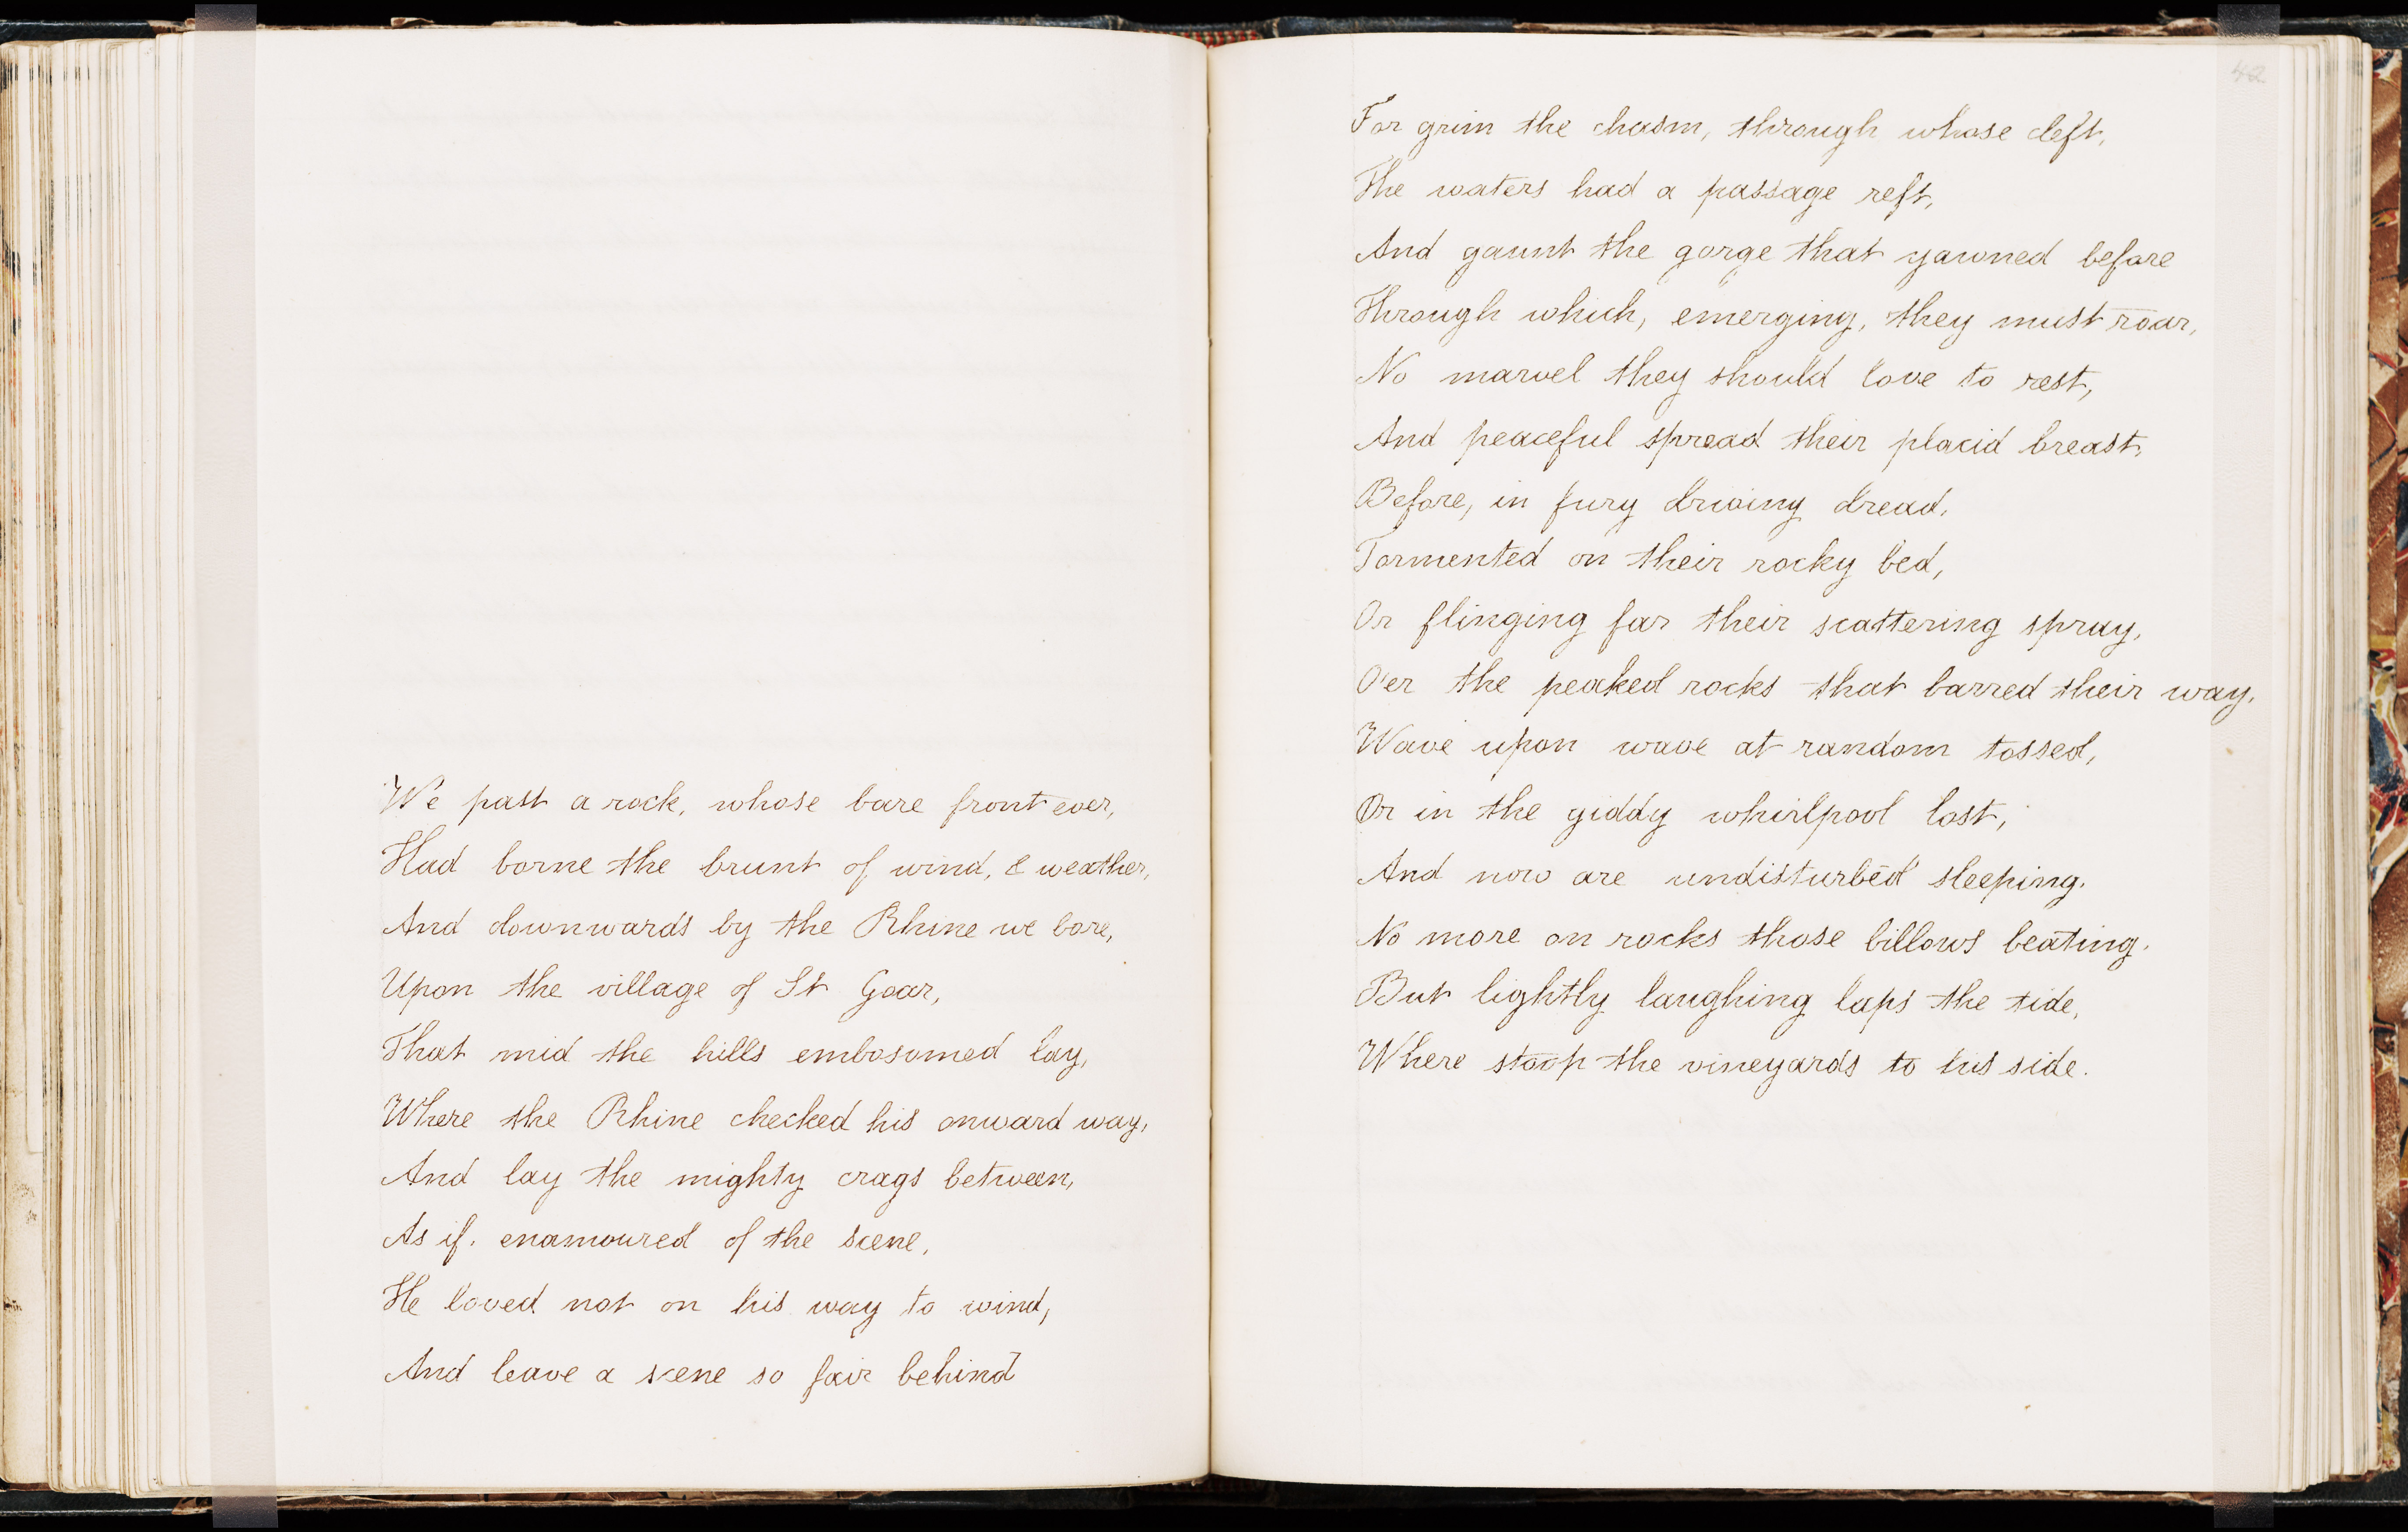 We past a rock, whose bare front ever,
Had borne the brunt of wind, & weather,
And downwards by the Rhine we bore,
Upon the village of St Goar,
That mid the hills embosomed lay,
Where the Rhine checked his onward way,
And lay the mighty crags between,
As if, enamoured of the scene,
He loved not on his way to wind,
And leave a scene so fair behind
42
For grim the chasm, through whose cleft,
The waters had a passage reft,
And gaunt the gorge that yawned before
Through which, emerging, they must roar,
No marvel they should love to rest,
And peaceful spread their placid breast,
Before, in fury driving dread,
Tormented on their rocky bed,
Or flinging far their scattering spray,
O'er the peaked rocks that barred their way,
Wave upon wave at random tossed,
Or in the giddy whirlpool lost,
And now are undisturbed sleeping.
No more on rocks those billows beating.
But lightly laughing laps the tide,
Where stoop the vineyards to his side.